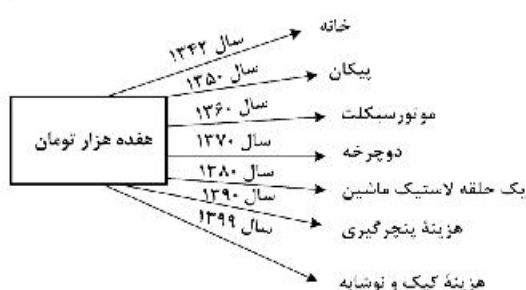 خانه
سال ۱۳۴۲
پیکان
سال ۱۳۵۰
موتورسیکلت
سال ۱۳۶۰
هفده هزار تومان
دوچرخه
سال ۱۳۷۰
یک حلقه لاستیک ماشین
سال ۱۳۸۰
هزینهٔ پنچرگیری
سال ۱۳۹۰
هزینهٔ کیک و نوشابه
سال ۱۳۹۹